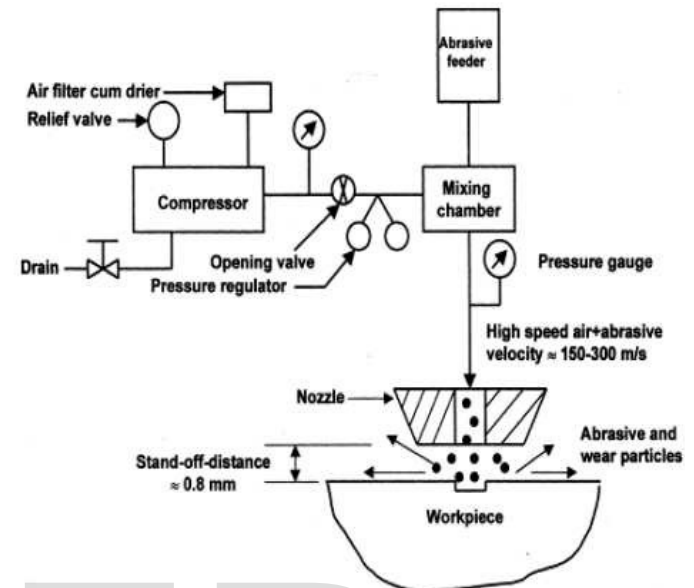 Abrasive
feeder
Air filter cum drier
Relief valve
Compressor
Mixing
chamber
Drain
Opening valve
Pressure regulator
Pressure gauge
High speed air+abrasive
velocity ≈ 150-300 m/s
Nozzle
Abrasive and
wear particles
Stand-off-distance
≈ 0.8 mm
Workpiece